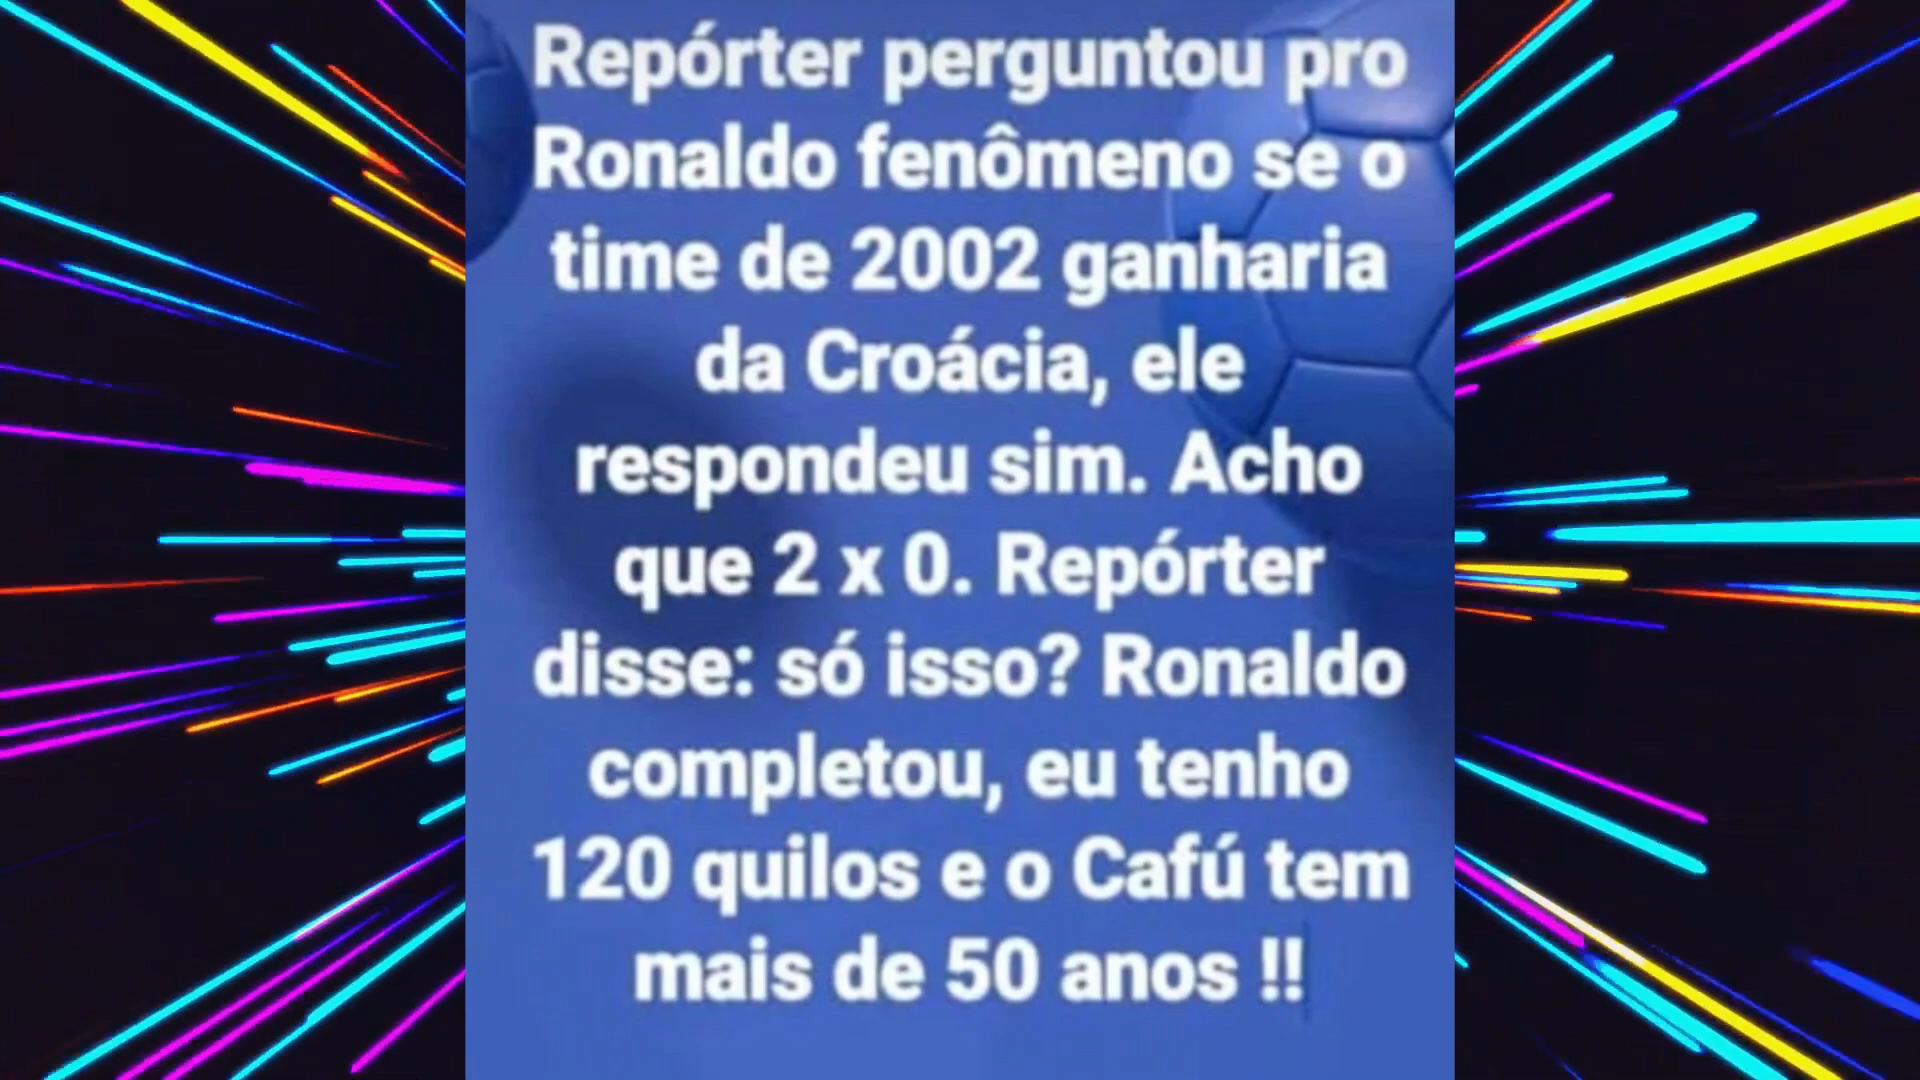 Repórter perguntou pro
Ronaldo fenômeno se o
time de 2002 ganharia
da Croácia, ele
respondeu sim. Acho
que 2 x 0. Repórter
disse: só isso? Ronaldo
completou, eu tenho
120 quilos e o Cafú tem
mais de 50 anos !!